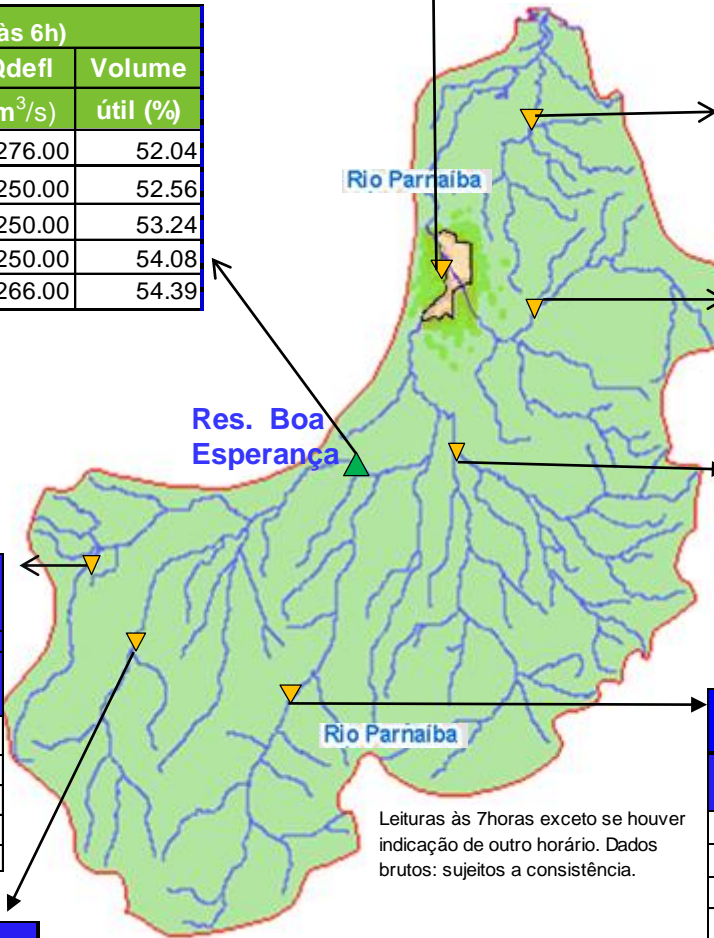 às 6h)
Qdefl Volume
m³/s) útil (%)
276.00 52.04
250.00 52.56
250.00 53.24
250.00 54.08
266.00 54.39
Rio Parnaíba
Res. Boa
Esperança
Rio Parnaíba
Leituras às 7horas exceto se houver
indicação de outro horário. Dados
brutos: sujeitos a consistência.